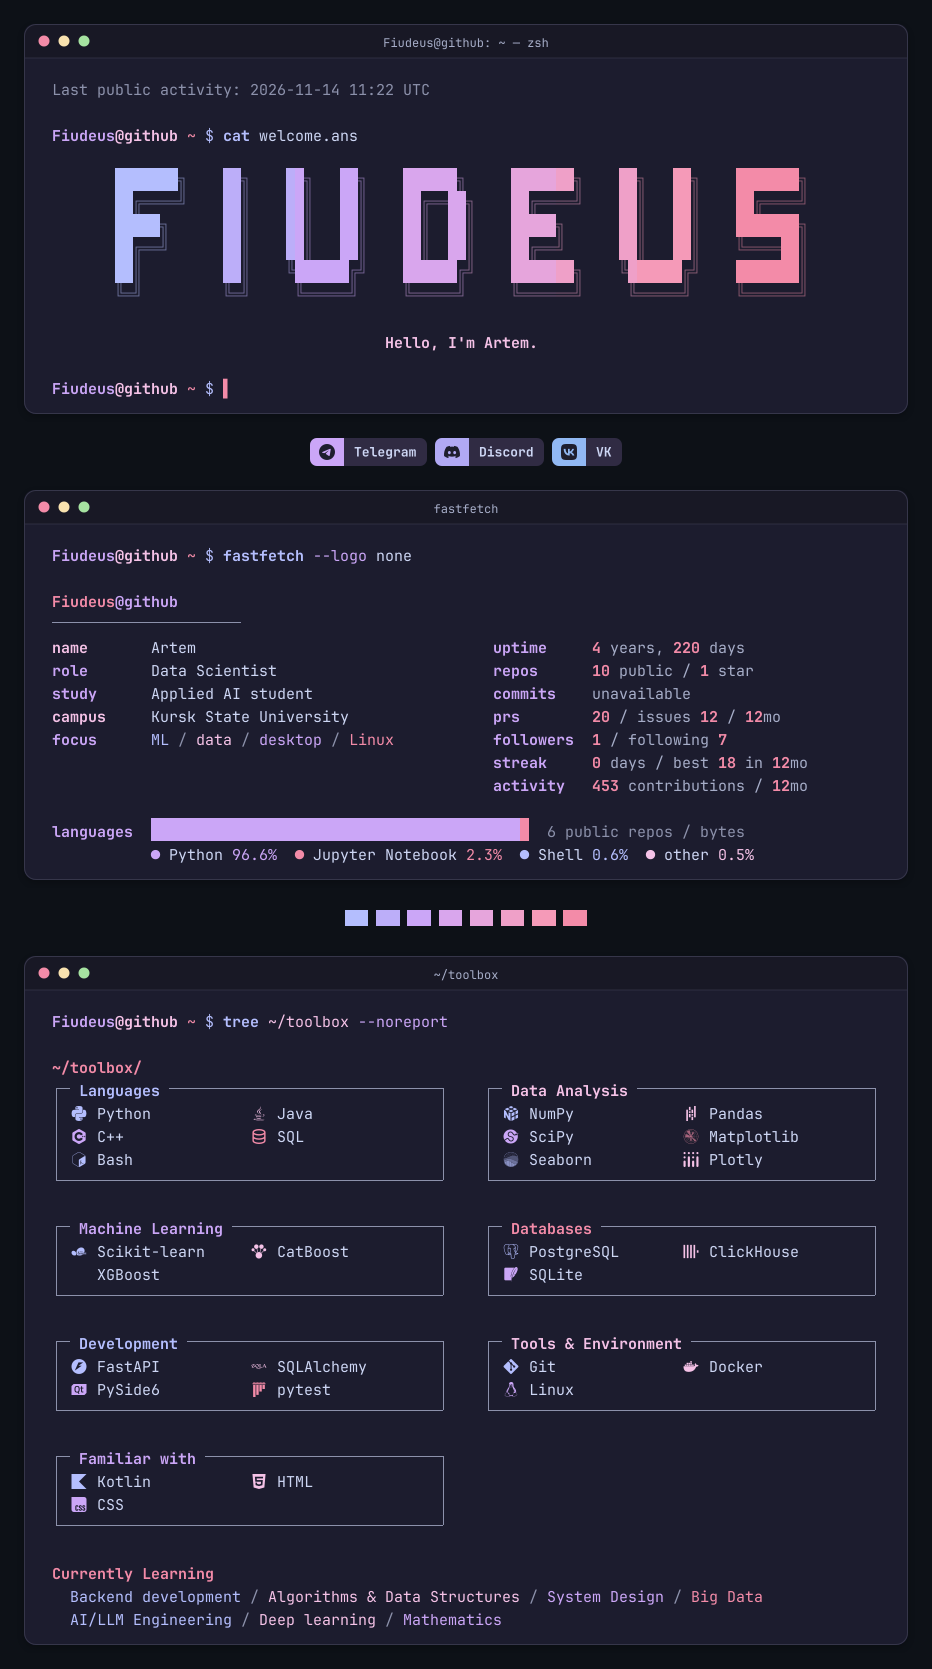 Fiudeus@github: ~ — zsh
Last public activity: 2026-11-14 11:22 UTC
Fiudeus@github ~ $ cat welcome.ans
FIUDEUS
Hello, I'm Artem.
Fiudeus@github ~ $
Telegram Discord VK
fastfetch
Fiudeus@github ~ $ fastfetch --logo none
Fiudeus@github
name Artem
role Data Scientist
study Applied AI student
campus Kursk State University
focus ML / data / desktop / Linux
uptime 4 years, 220 days
repos 10 public / 1 star
commits unavailable
prs 20 / issues 12 / 12mo
followers 1 / following 7
streak 0 days / best 18 in 12mo
activity 453 contributions / 12mo
languages 6 public repos / bytes
Python 96.6% Jupyter Notebook 2.3% Shell 0.6% other 0.5%
~/toolbox
Fiudeus@github ~ $ tree ~/toolbox --noreport
~/toolbox/
Languages
Python Java
C++ SQL
Bash
Data Analysis
NumPy Pandas
SciPy Matplotlib
Seaborn Plotly
Machine Learning
Scikit-learn CatBoost
XGBoost
Databases
PostgreSQL ClickHouse
SQLite
Development
FastAPI SQLAlchemy
PySide6 pytest
Tools & Environment
Git Docker
Linux
Familiar with
Kotlin HTML
CSS
Currently Learning
Backend development / Algorithms & Data Structures / System Design / Big Data
AI/LLM Engineering / Deep learning / Mathematics